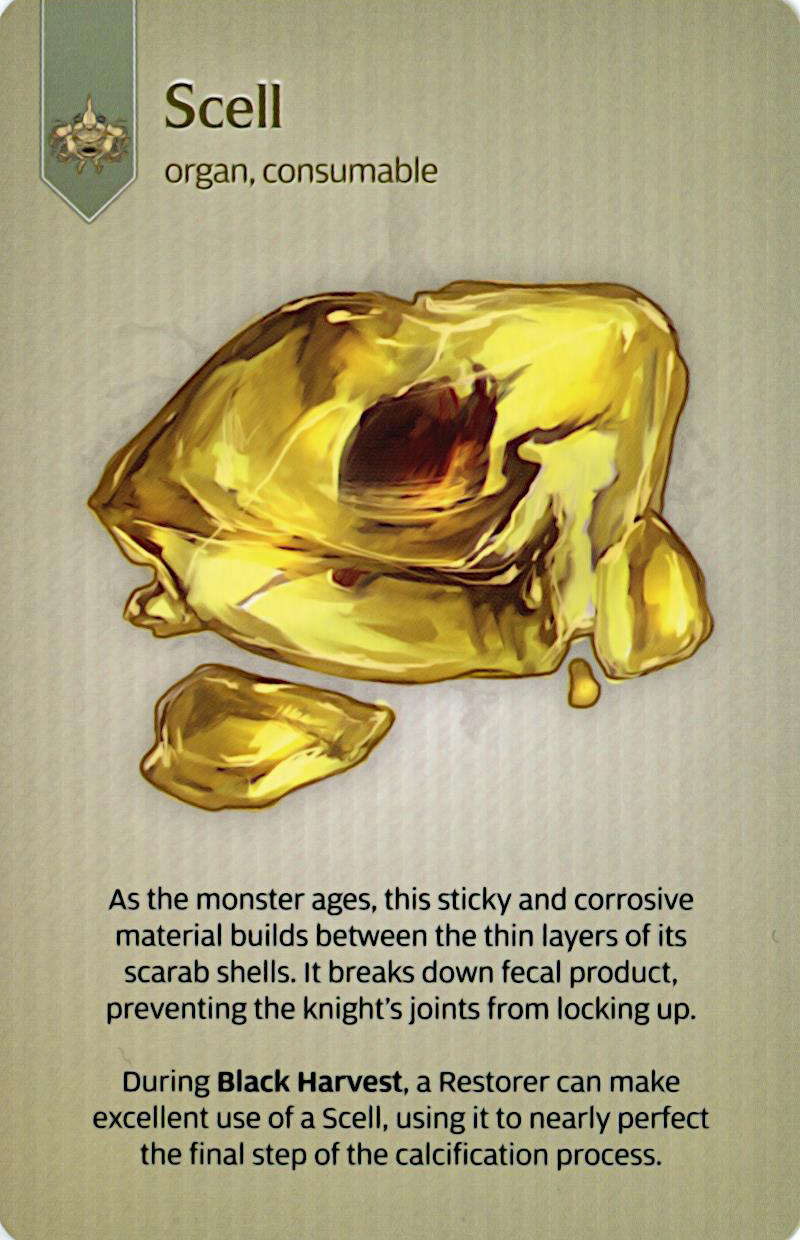 Scell
organ, consumable
As the monster ages, this sticky and corrosive
material builds between the thin layers of its
scarab shells. It breaks down fecal product,
preventing the knight's joints from locking up.
During Black Harvest, a Restorer can make
excellent use of a Scell, using it to nearly perfect
the final step of the calcification process.